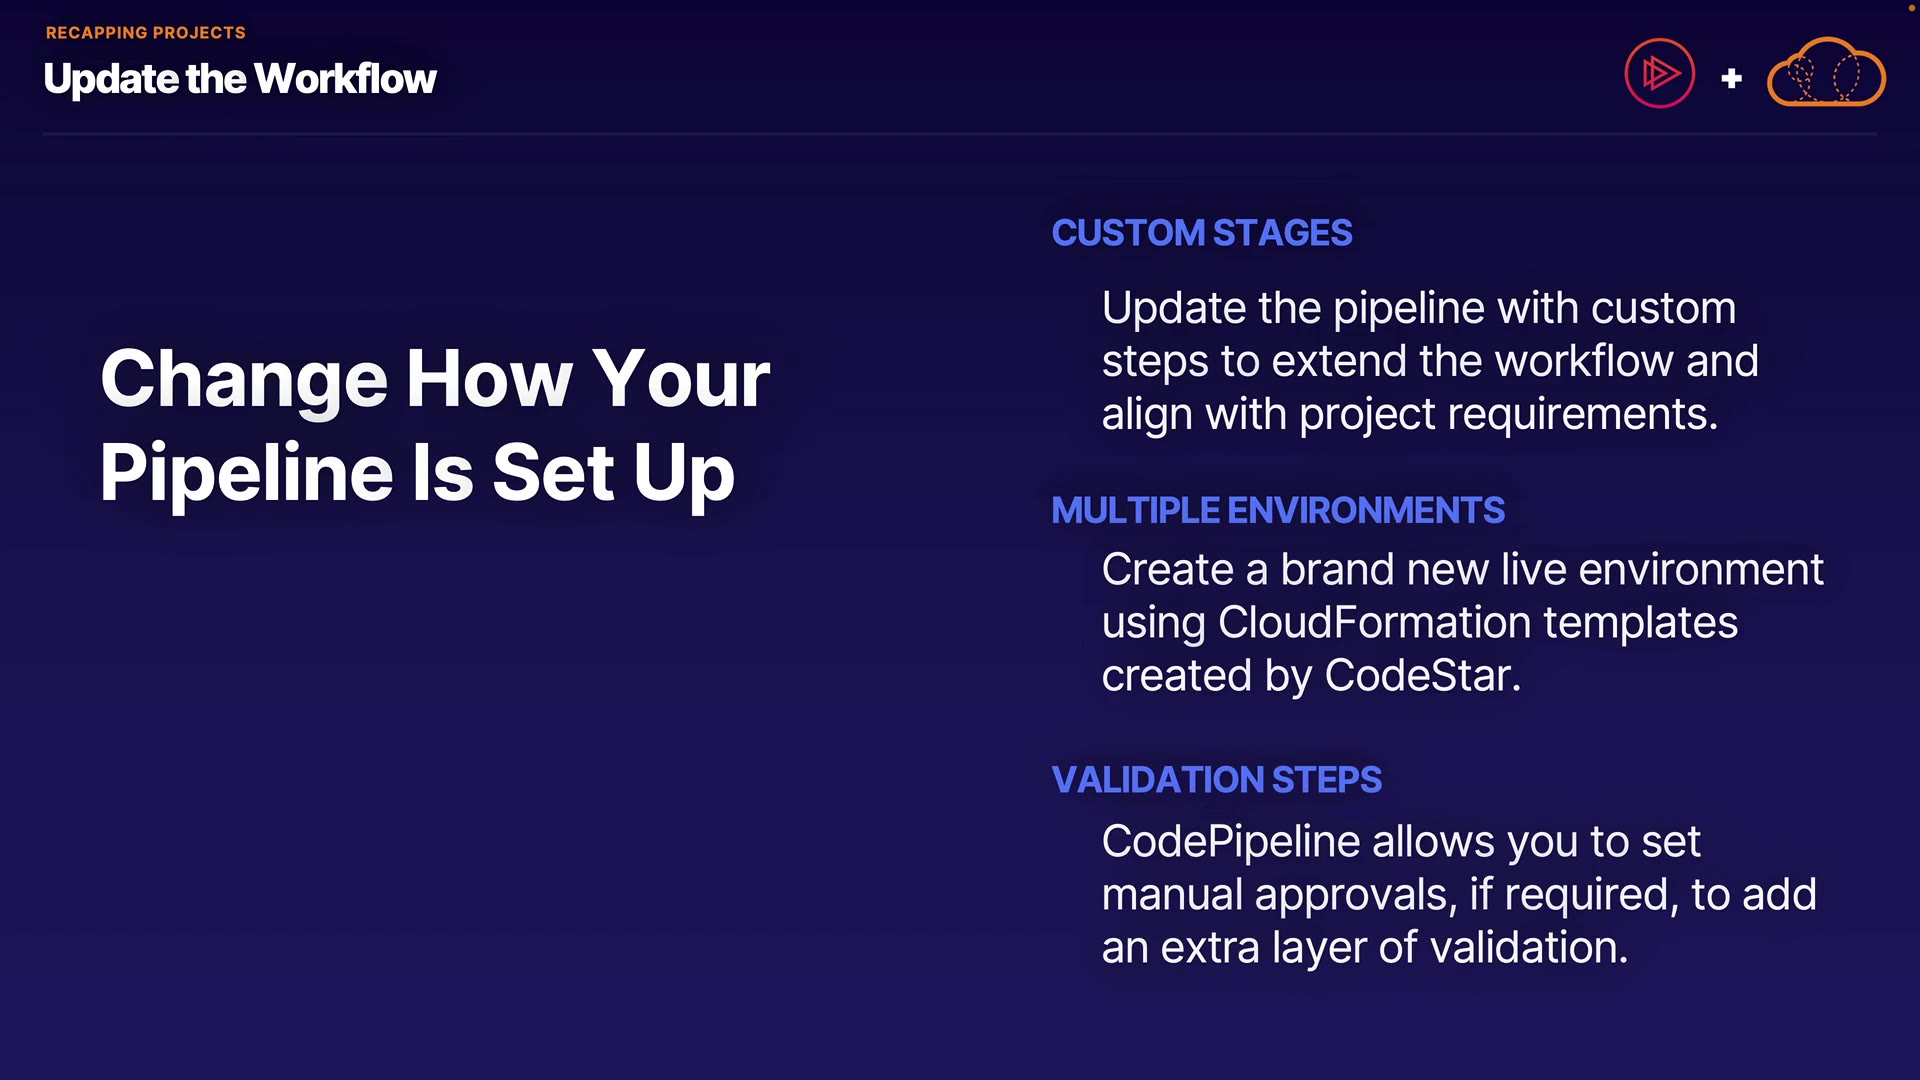 RECAPPING PROJECTS
Update the Workflow
+
Change How Your
Pipeline Is Set Up
CUSTOM STAGES
Update the pipeline with custom
steps to extend the workflow and
align with project requirements.
MULTIPLE ENVIRONMENTS
Create a brand new live environment
using CloudFormation templates
created by CodeStar.
VALIDATION STEPS
CodePipeline allows you to set
manual approvals, if required, to add
an extra layer of validation.